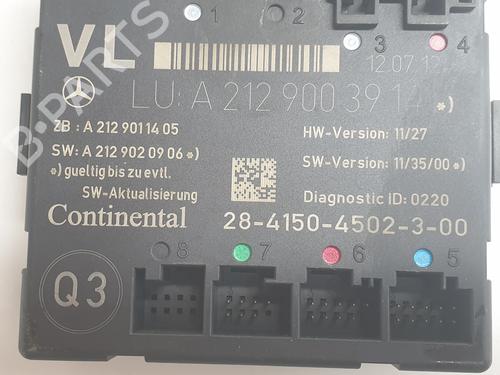 1 2
VL
3 4
12.07.1
LU: A 212 900 39 14 *)
ZB : A 212 901 14 05
HW-Version: 11/27
SW: A 212 902 09 06 *)
SW-Version: 11/35/00 *)
*) gueltig bis zu evtl.
SW-Aktualisierung
Diagnostic ID: 0220
Continental
28-4150-4502-3-00
8 7 6 5
Q3
B-PARTS